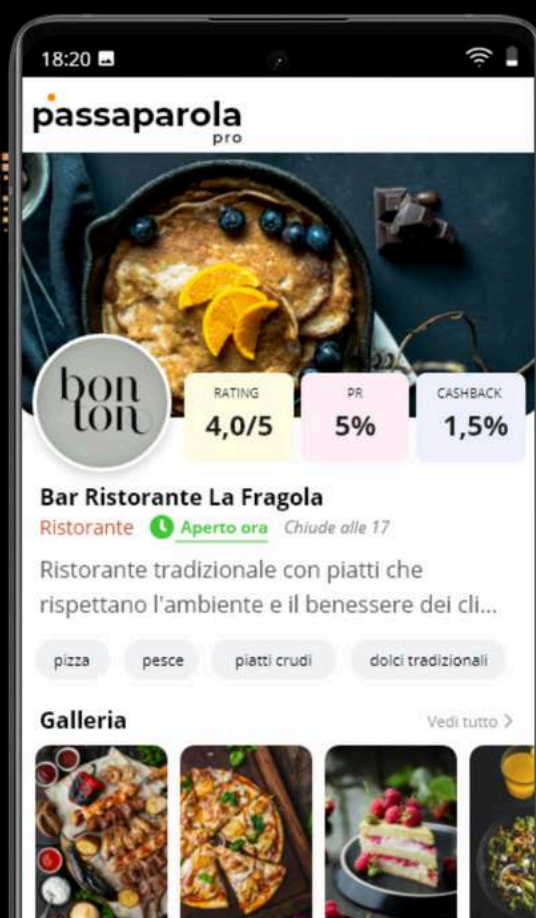 18:20
passaparola
pro
bon
ton
RATING
4,0/5
PR
5%
CASHBACK
1,5%
Bar Ristorante La Fragola
Ristorante Aperto ora Chiude alle 17
Ristorante tradizionale con piatti che
rispettano l'ambiente e il benessere dei cli...
pizza pesce piatti crudi dolci tradizionali
Galleria Vedi tutto >